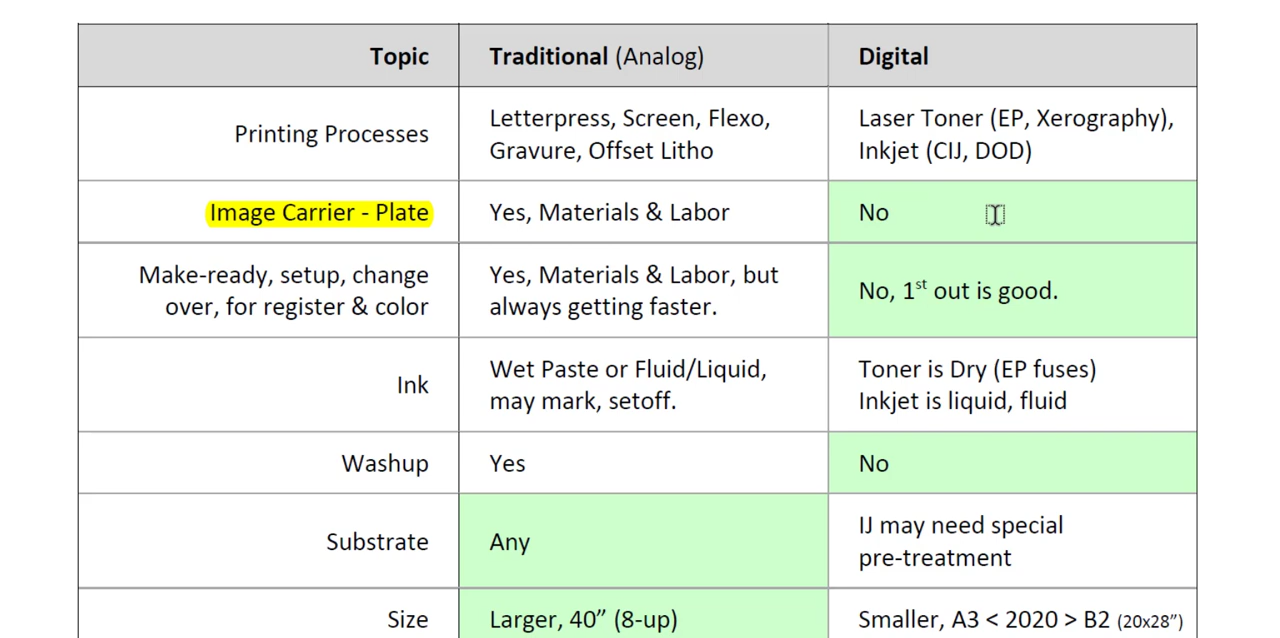 Topic
Traditional (Analog)
Digital
Printing Processes
Letterpress, Screen, Flexo,
Gravure, Offset Litho
Laser Toner (EP, Xerography),
Inkjet (CIJ, DOD)
Image Carrier - Plate
Yes, Materials & Labor
No
Make-ready, setup, change
over, for register & color
Yes, Materials & Labor, but
always getting faster.
No, 1st out is good.
Ink
Wet Paste or Fluid/Liquid,
may mark, setoff.
Toner is Dry (EP fuses)
Inkjet is liquid, fluid
Washup
Yes
No
Substrate
Any
IJ may need special
pre-treatment
Size
Larger, 40” (8-up)
Smaller, A3 < 2020 > B2 (20x28”)